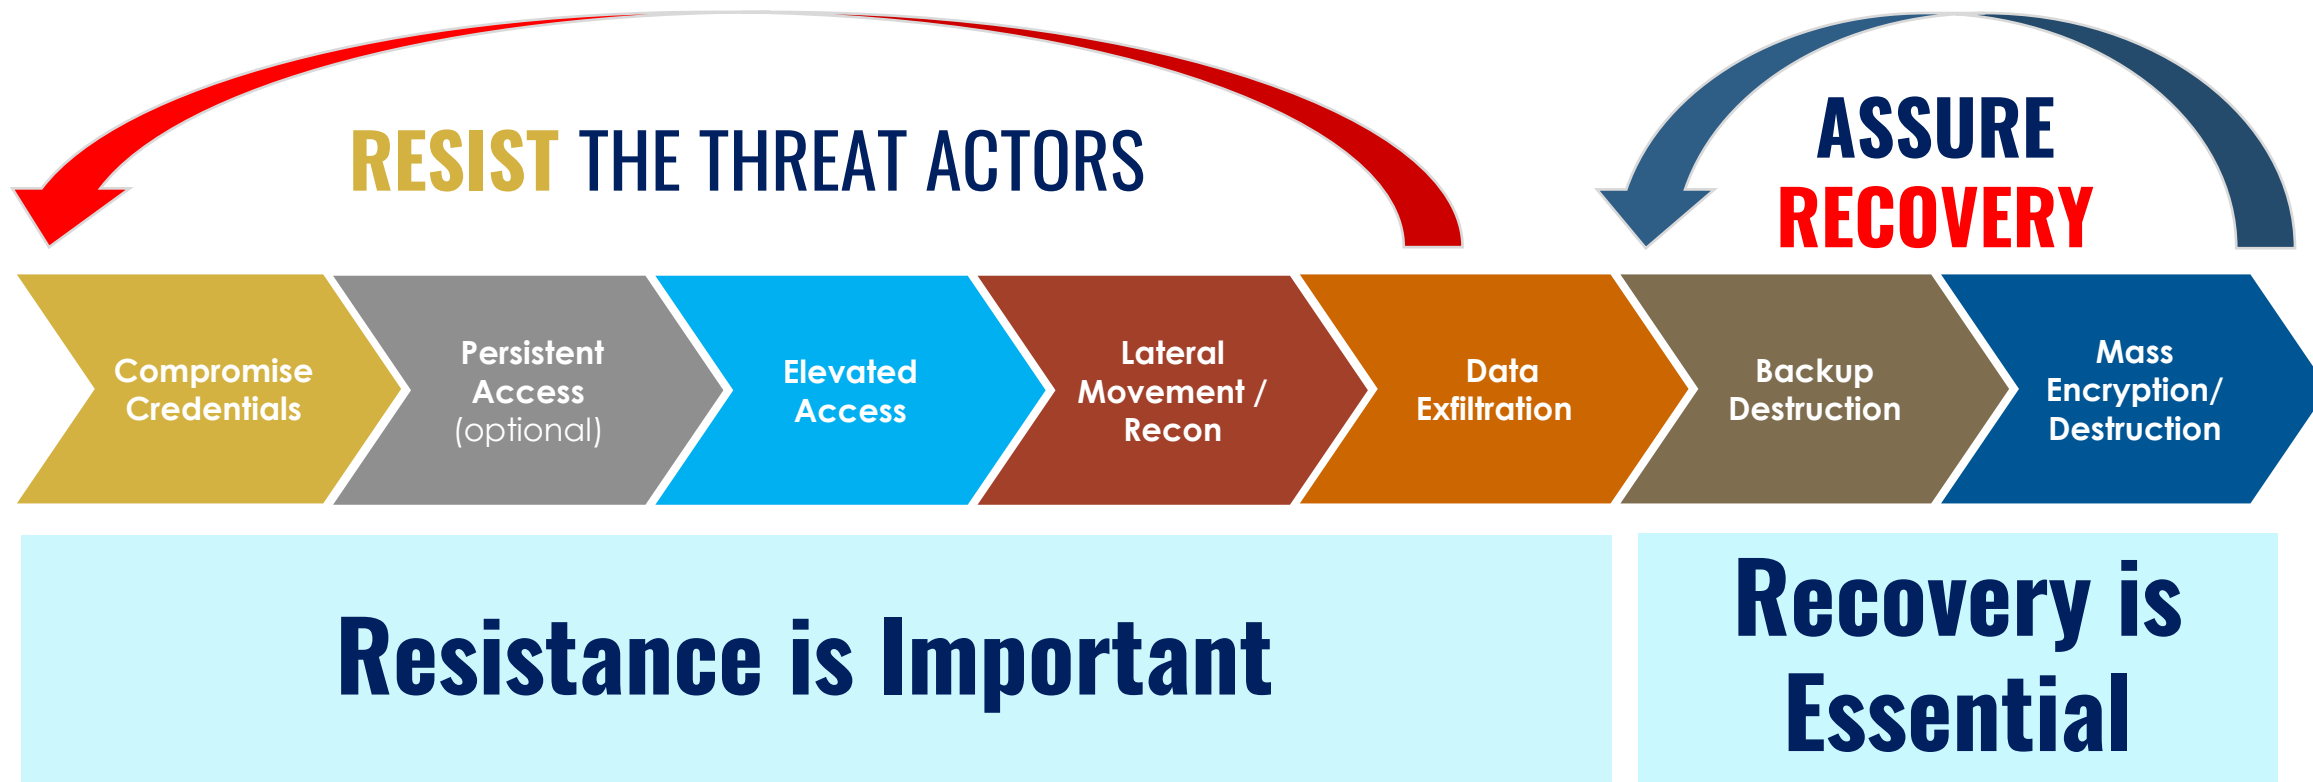 RESIST THE THREAT ACTORS
ASSURE
RECOVERY
Compromise
Credentials
Persistent
Access
(optional)
Elevated
Access
Lateral
Movement /
Recon
Data
Exfiltration
Backup
Destruction
Mass
Encryption/
Destruction
Resistance is Important
Recovery is
Essential